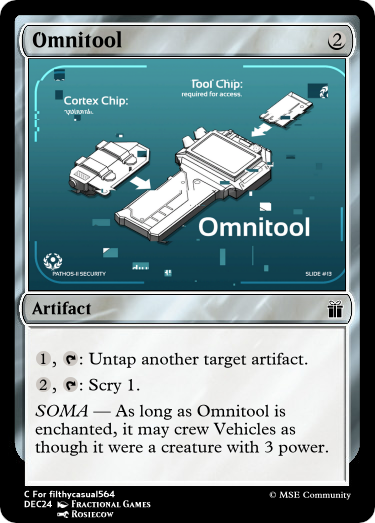 Omnitool
2
Tool Chip:
required for access.
Cortex Chip:
Omnitool
PATHOS-II SECURITY
SLIDE #13
Artifact
1, : Untap another target artifact.
2, : Scry 1.
SOMA — As long as Omnitool is
enchanted, it may crew Vehicles as
though it were a creature with 3 power.
C For filthycasual564
DEC24 Fractional Games
Rosiecow
© MSE Community